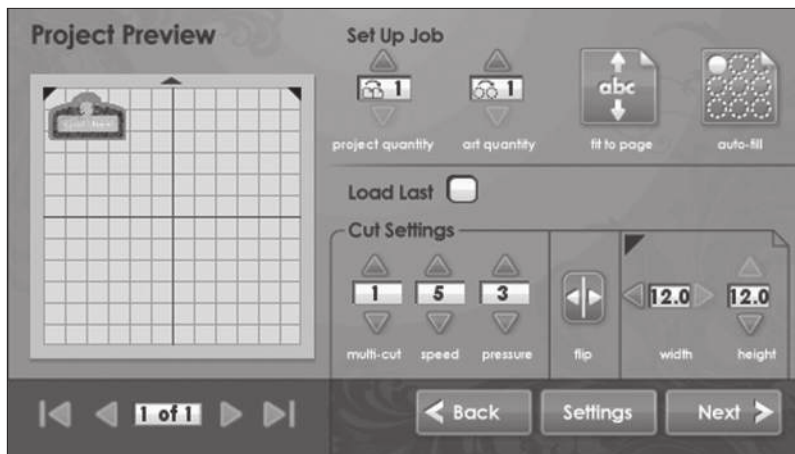 Project Preview
Set Up Job
1
1
abc
project quantity
art quantity
fit to page
auto-fill
Load Last
Cut Settings
1
5
3
12.0
12.0
multi-cut
speed
pressure
flip
width
height
1 of 1
Back
Settings
Next